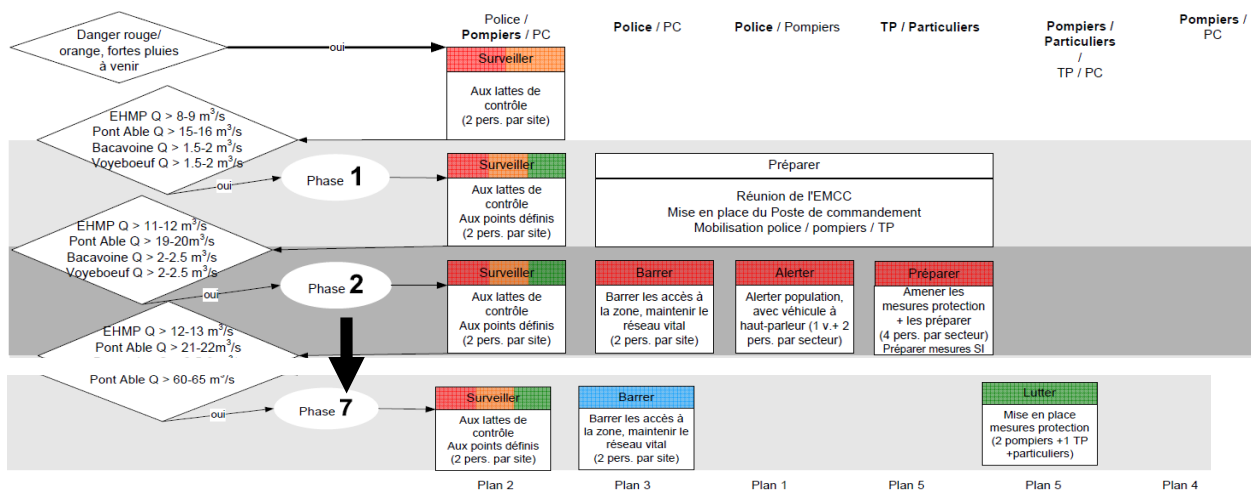 Danger rouge/
orange, fortes pluies
à venir
oui
Police /
Pompiers / PC
Police / PC
Police / Pompiers
TP / Particuliers
Pompiers /
Particuliers
/
TP / PC
Pompiers /
PC
Surveiller
Aux lattes de
contrôle
(2 pers. par site)
EHMP Q > 8-9 m³/s
Pont Able Q > 15-16 m³/s
Bacavoine Q > 1.5-2 m³/s
Voyeboeuf Q > 1.5-2 m³/s
oui
Phase 1
Surveiller
Aux lattes de
contrôle
Aux points définis
(2 pers. par site)
Préparer
Réunion de l'EMCC
Mise en place du Poste de commandement
Mobilisation police / pompiers / TP
EHMP Q > 11-12 m³/s
Pont Able Q > 19-20m³/s
Bacavoine Q > 2-2.5 m³/s
Voyeboeuf Q > 2-2.5 m³/s
oui
Phase 2
Surveiller
Aux lattes de
contrôle
Aux points définis
(2 pers. par site)
Barrer
Barrer les accès à
la zone, maintenir le
réseau vital
(2 pers. par site)
Alerter
Alerter population,
avec véhicule à
haut-parleur (1 v.+ 2
pers. par secteur)
Préparer
Amener les
mesures protection
+ les préparer
(4 pers. par secteur)
Préparer mesures SI
EHMP Q > 12-13 m³/s
Pont Able Q > 21-22m³/s
Pont Able Q > 60-65 m³/s
oui
Phase 7
Surveiller
Aux lattes de
contrôle
Aux points définis
(2 pers. par site)
Barrer
Barrer les accès à
la zone, maintenir le
réseau vital
(2 pers. par site)
Lutter
Mise en place
mesures protection
(2 pompiers +1 TP
+particuliers)
Plan 2
Plan 3
Plan 1
Plan 5
Plan 5
Plan 4